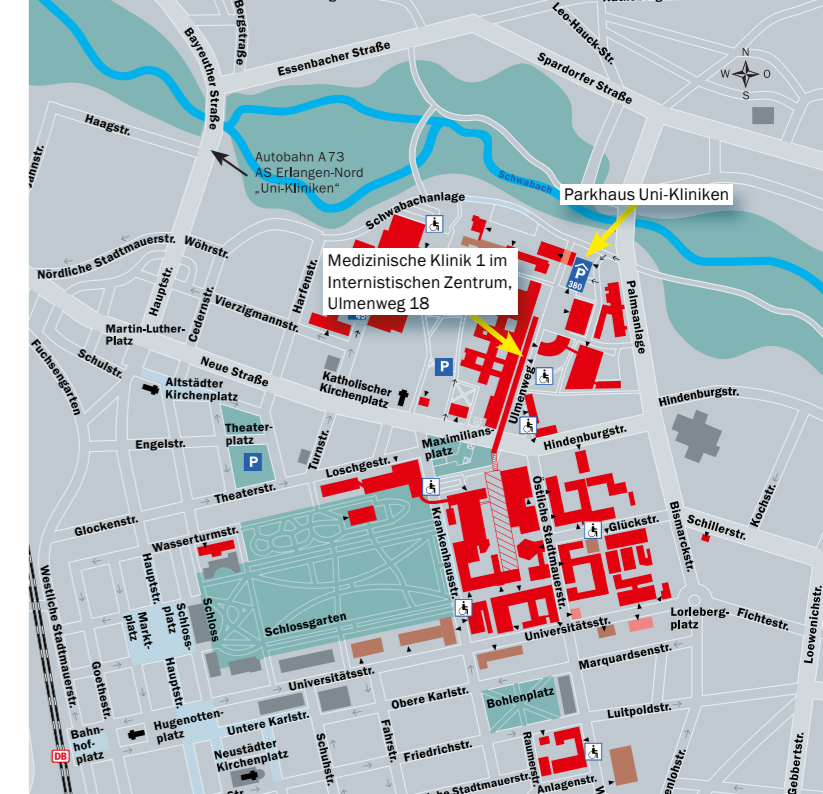 Bergstraße
Bayreuther Straße
Essenbacher Straße
Leo-Hauck-Str.
Spardorfer Straße
N
W O
S
Haagstr.
Autobahn A 73
AS Erlangen-Nord
„Uni-Kliniken“
Schwabach
Parkhaus Uni-Kliniken
Schwabachanlage
Wöhrstr.
Nördliche Stadtmauerstr.
Hauptstr.
Cedernstr.
Harfenstr.
Vierzigmannstr.
Medizinische Klinik 1 im
Internistischen Zentrum,
Ulmenweg 18
P
380
Palmsanlage
Martin-Luther-
Platz
Fuchsengarten
Schulstr.
Neue Straße
Altstädter
Kirchenplatz
Katholischer
Kirchenplatz
P
Ulmenweg
Hindenburgstr.
Engelstr.
Theater-
platz
P
Turnstr.
Maximilians-
platz
Hindenburgstr.
Loschgestr.
Theaterstr.
Glockenstr.
Wasserturmstr.
Krankenhausstr.
Östliche Stadtmauerstr.
Glückstr.
Bismarckstr.
Schillerstr.
Kochstr.
Westliche Stadtmauerstr.
Hauptstr.
Markt-
platz
Schloss-
platz
Schloss
Schlossgarten
Universitätsstr.
Lorleberg-
platz
Fichtestr.
Loewenichstr.
Goethestr.
Hauptstr.
Universitätsstr.
Marquardsenstr.
Obere Karlstr.
Bohlenplatz
Luitpoldstr.
Bahn-
hof-
platz
DB
Hugenotten-
platz
Untere Karlstr.
Neustädter
Kirchenplatz
Schuhstr.
Fahrstr.
Friedrichstr.
Raumerstr.
Stadtmauerstr.
Anlagenstr.
Gebbertstr.